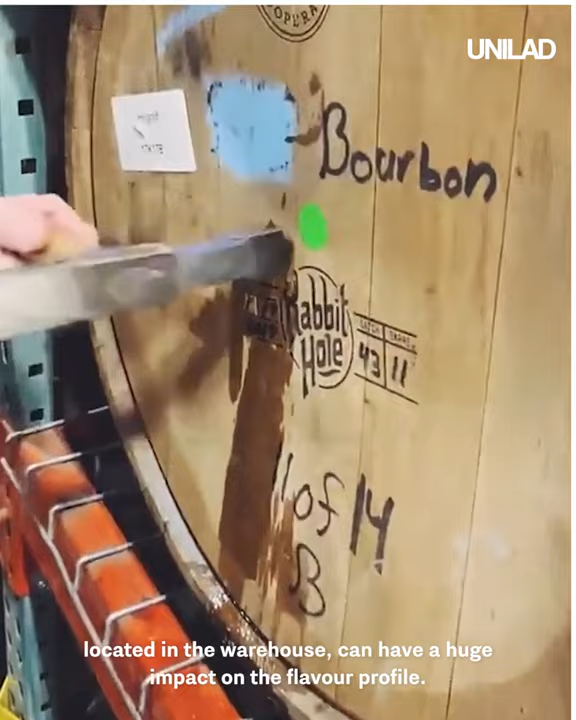 UNILAD
Bourbon
Rabbit
Hole
43 11
1 of 14
B
located in the warehouse, can have a huge
impact on the flavour profile.